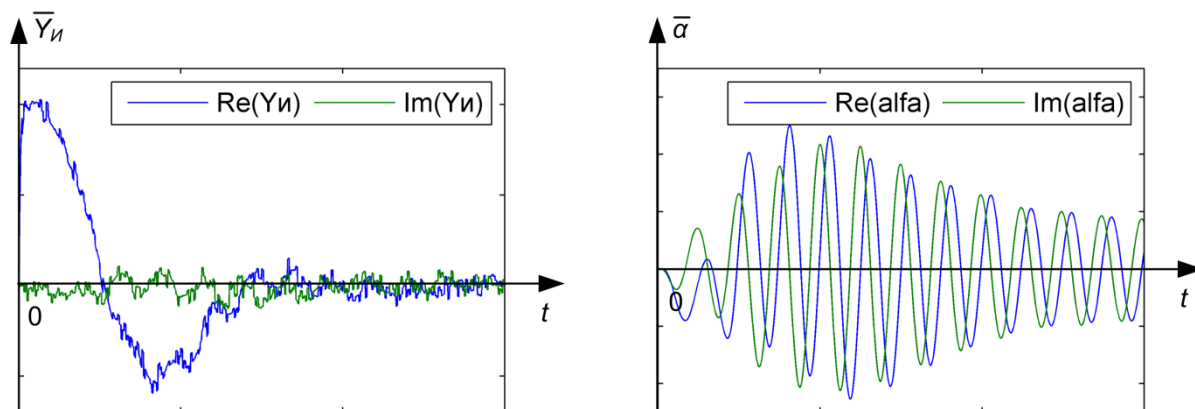 Y̅и
Re(Yи) Im(Yи)
0
t
α̅
Re(alfa) Im(alfa)
0
t